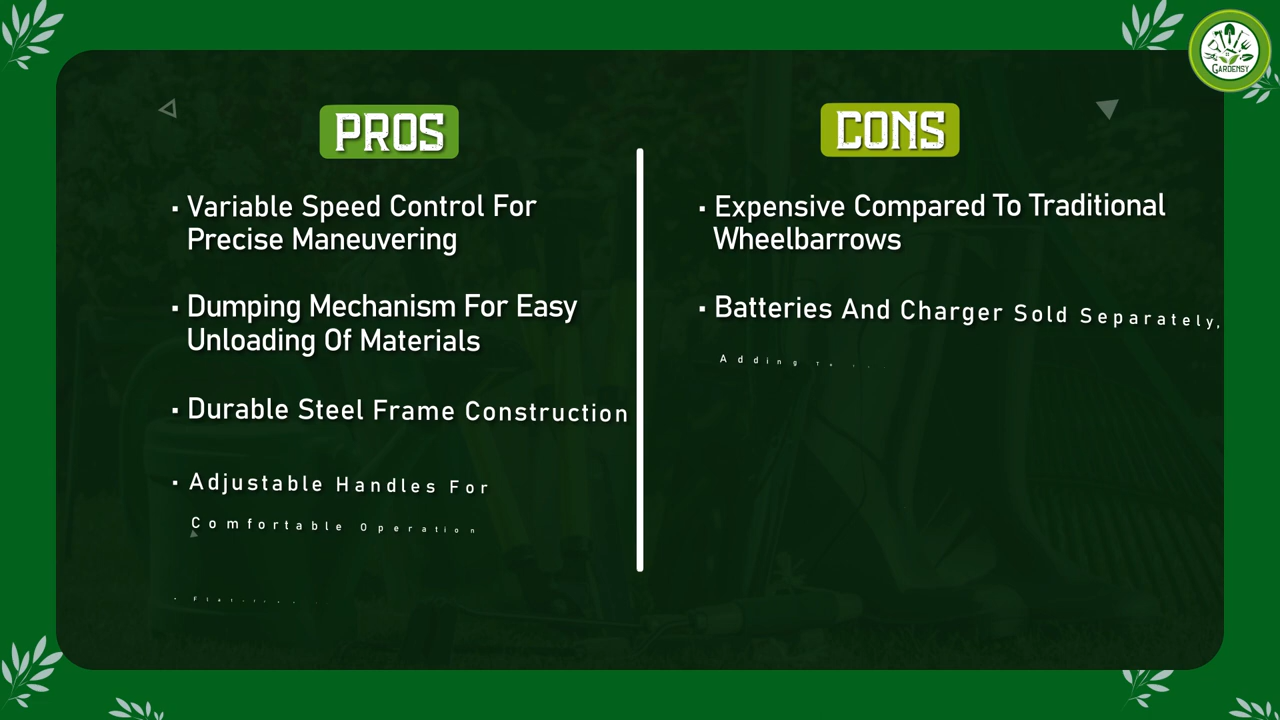 GARDENSY
PROS
▪ Variable Speed Control For
Precise Maneuvering
▪ Dumping Mechanism For Easy
Unloading Of Materials
▪ Durable Steel Frame Construction
▪ Adjustable Handles For
Comfortable Operation
CONS
▪ Expensive Compared To Traditional
Wheelbarrows
▪ Batteries And Charger Sold Separately,
Adding